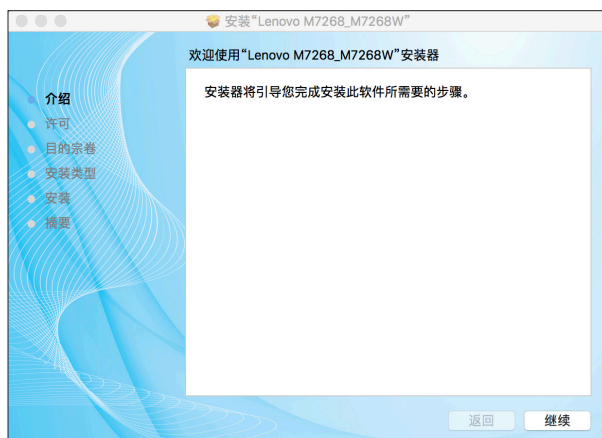 安装“Lenovo M7268_M7268W”
欢迎使用“Lenovo M7268_M7268W”安装器
介绍
许可
目的宗卷
安装类型
安装
摘要
安装器将引导您完成安装此软件所需要的步骤。
返回
继续